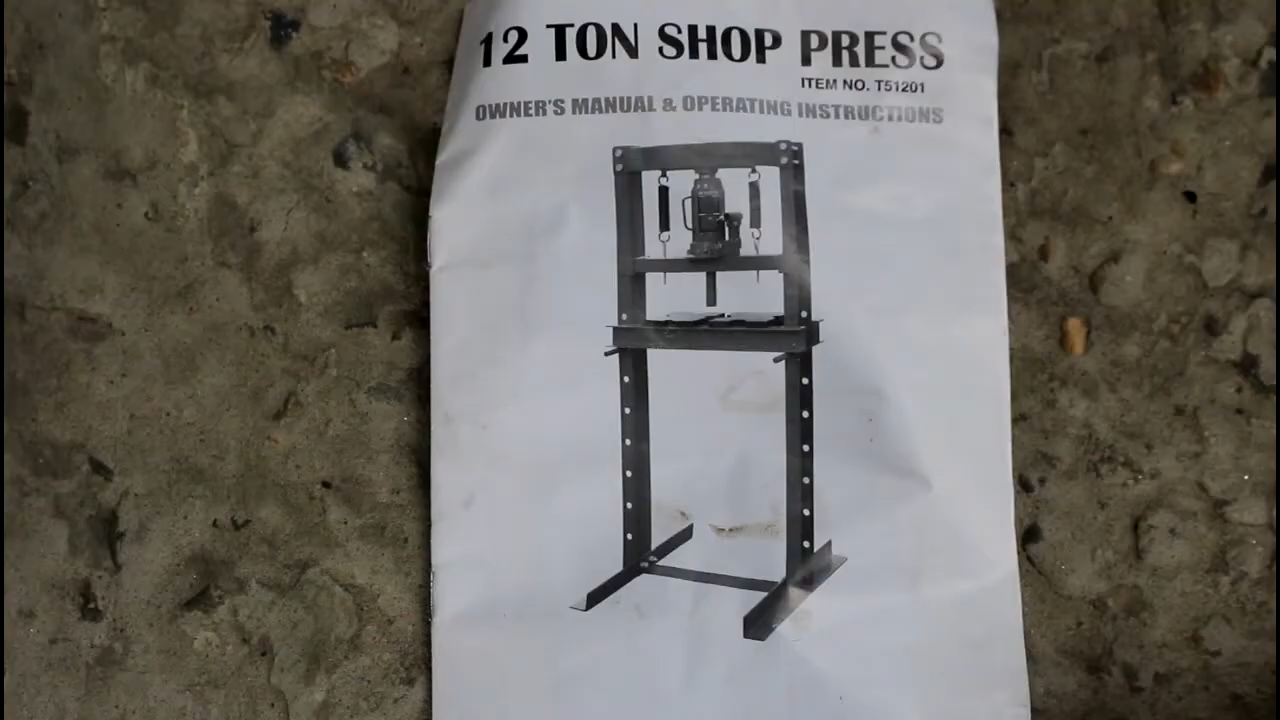 12 TON SHOP PRESS
ITEM NO. T51201
OWNER'S MANUAL & OPERATING INSTRUCTIONS